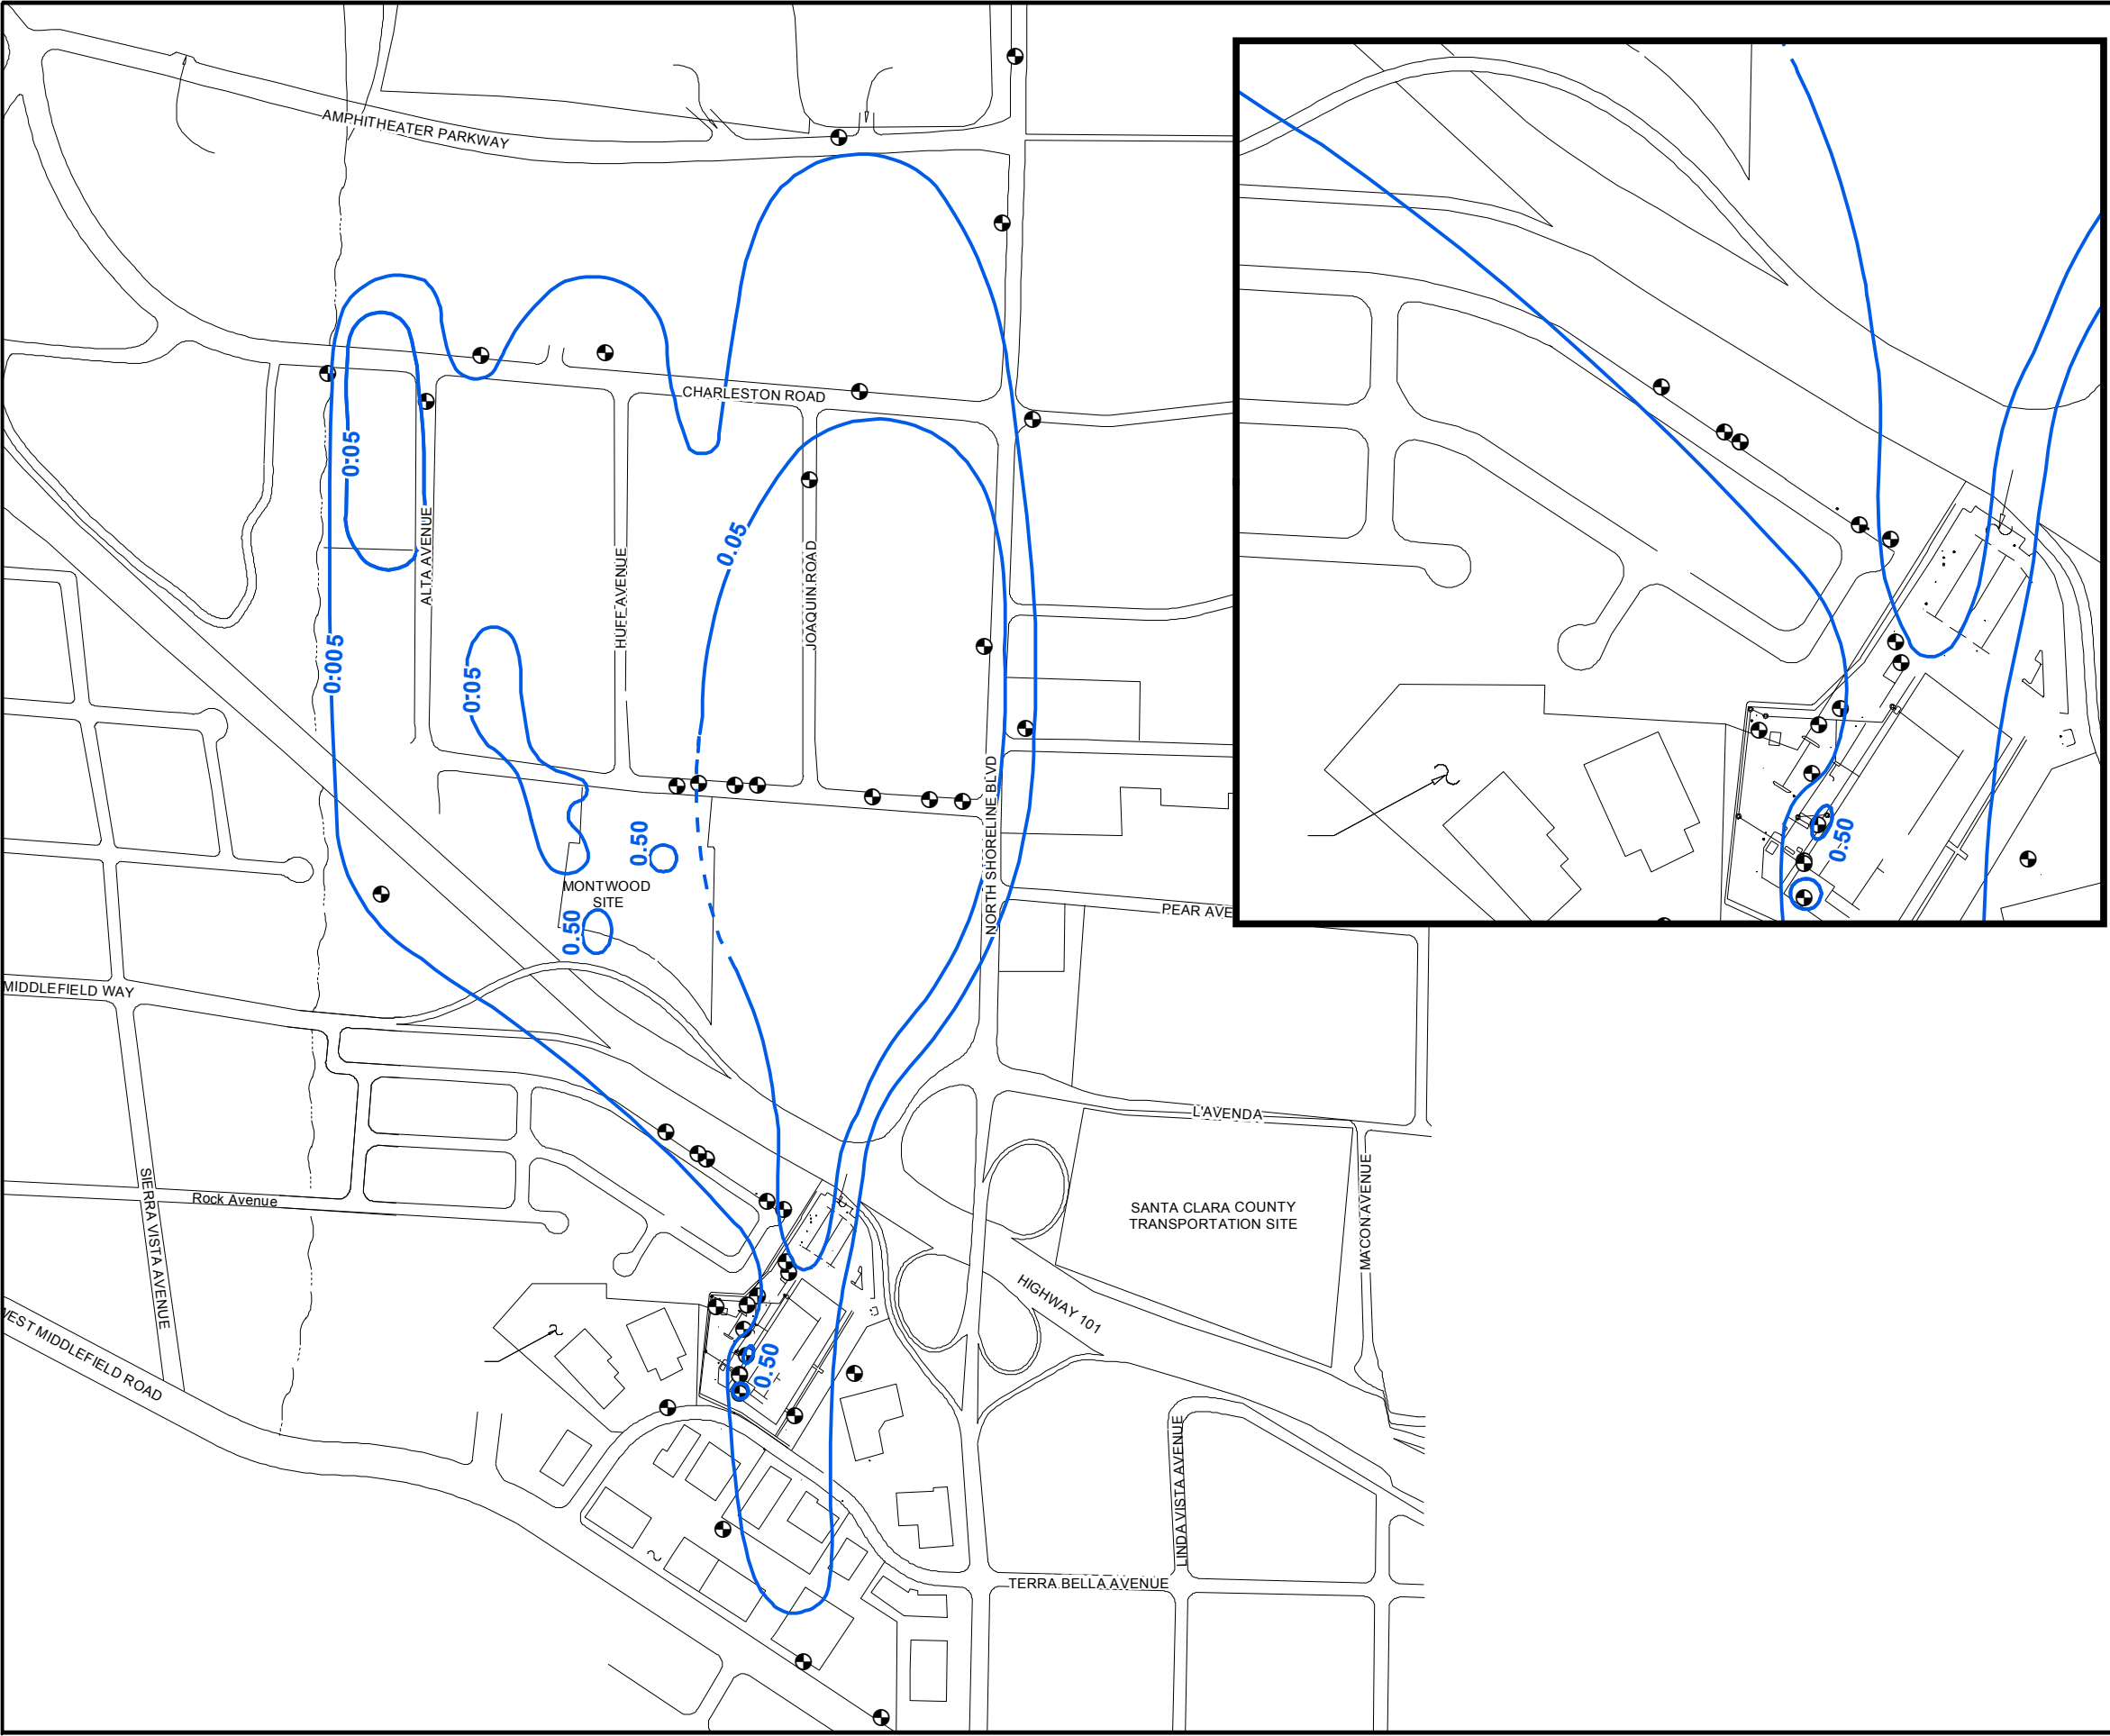 AMPHITHEATER PARKWAY
CHARLESTON ROAD
0.05
0.05
ALTA AVENUE
HUFF AVENUE
JOAQUIN ROAD
0.005
0.05
NORTH SHORELINE BLVD
0.50
MONTWOOD
SITE
0.50
PEAR AVE
0.50
MIDDLEFIELD WAY
L'AVENDA
SIERRA VISTA AVENUE
Rock Avenue
SANTA CLARA COUNTY
TRANSPORTATION SITE
MACON AVENUE
HIGHWAY 101
WEST MIDDLEFIELD ROAD
0.50
LINDA VISTA AVENUE
TERRA BELLA AVENUE